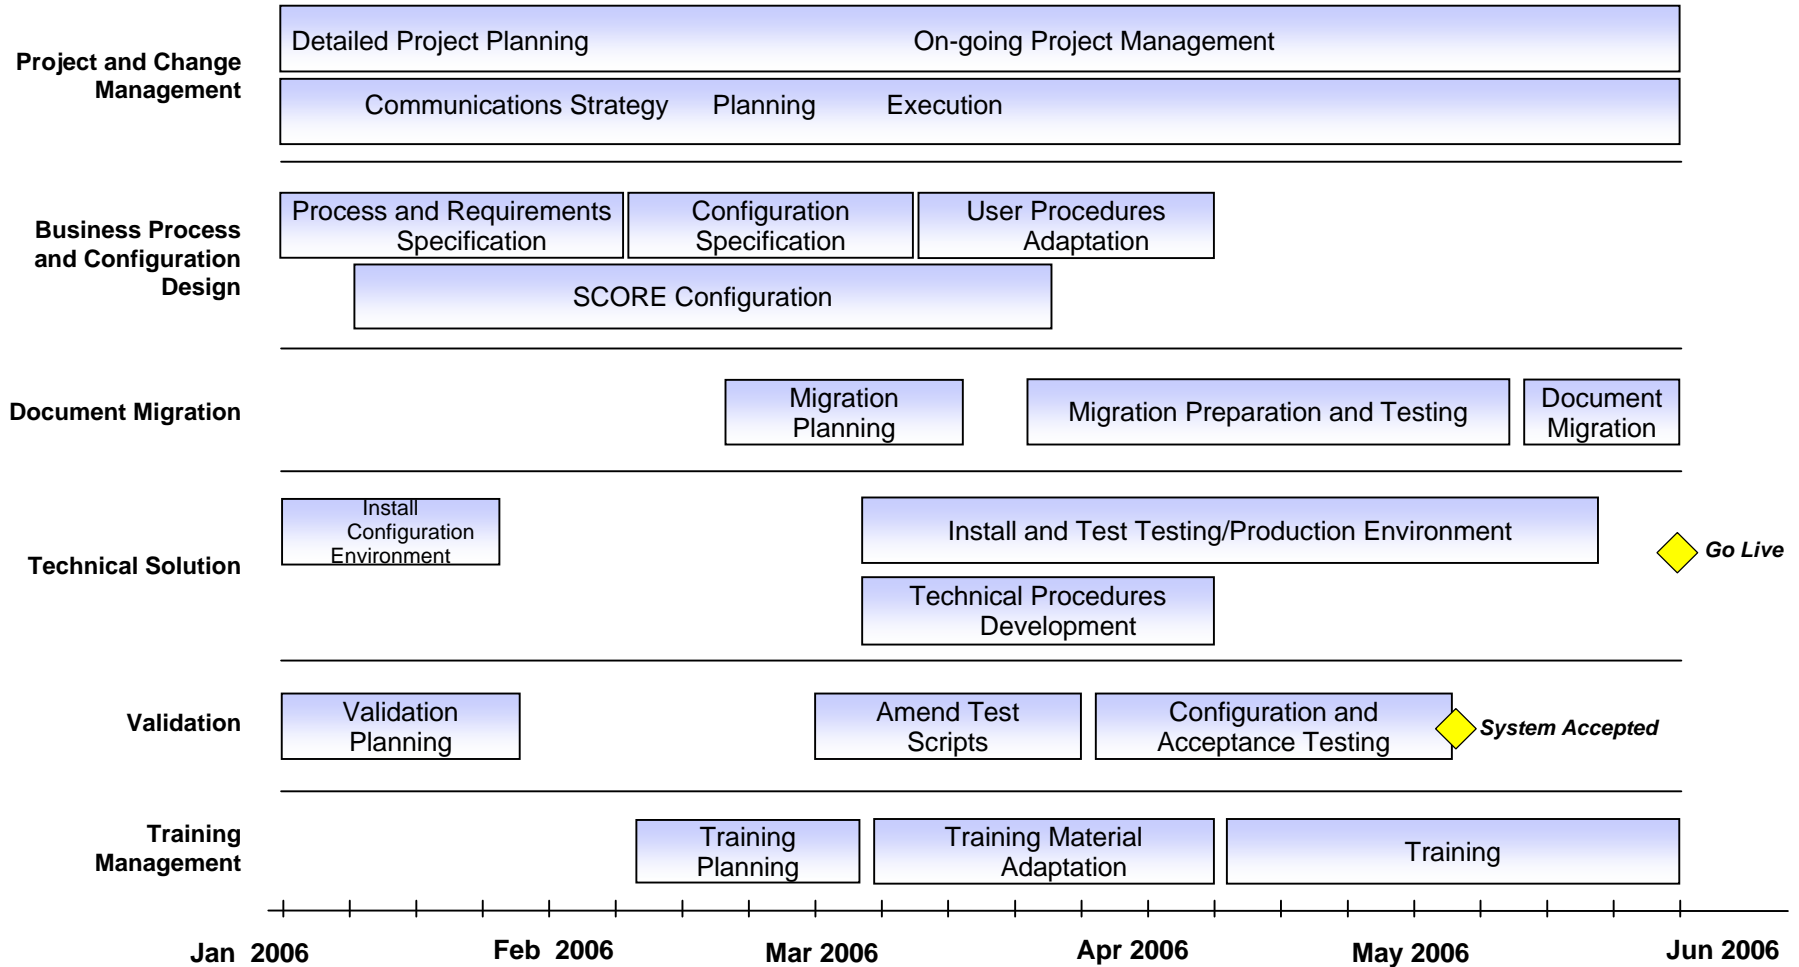 Project and Change
Management
Detailed Project Planning On-going Project Management
Communications Strategy Planning Execution
Business Process
and Configuration
Design
Process and Requirements
Specification
Configuration
Specification
User Procedures
Adaptation
SCORE Configuration
Document Migration
Migration
Planning
Migration Preparation and Testing
Document
Migration
Technical Solution
Install
Configuration
Environment
Install and Test Testing/Production Environment
Go Live
Technical Procedures
Development
Validation
Validation
Planning
Amend Test
Scripts
Configuration and
Acceptance Testing
System Accepted
Training
Management
Training
Planning
Training Material
Adaptation
Training
Jan 2006 Feb 2006 Mar 2006 Apr 2006 May 2006 Jun 2006